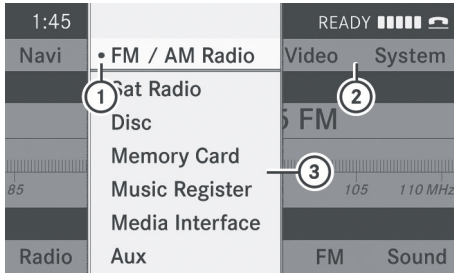 1:45 READY
Navi • FM / AM Radio Video System
1 Sat Radio 2
Disc 5 FM
Memory Card 3
85 Music Register 105 110 MHz
Media Interface
Radio Aux FM Sound